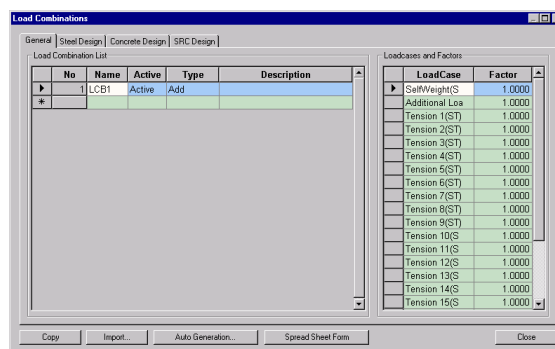 Load Combinations
General Steel Design Concrete Design SRC Design
Load Combination List
No Name Active Type Description
1 LCB1 Active Add
*
Loadcases and Factors
LoadCase Factor
SelfWeight(S 1.0000
Additional Loa 1.0000
Tension 1(ST) 1.0000
Tension 2(ST) 1.0000
Tension 3(ST) 1.0000
Tension 4(ST) 1.0000
Tension 5(ST) 1.0000
Tension 6(ST) 1.0000
Tension 7(ST) 1.0000
Tension 8(ST) 1.0000
Tension 9(ST) 1.0000
Tension 10(S 1.0000
Tension 11(S 1.0000
Tension 12(S 1.0000
Tension 13(S 1.0000
Tension 14(S 1.0000
Tension 15(S 1.0000
Copy Import... Auto Generation... Spread Sheet Form Close